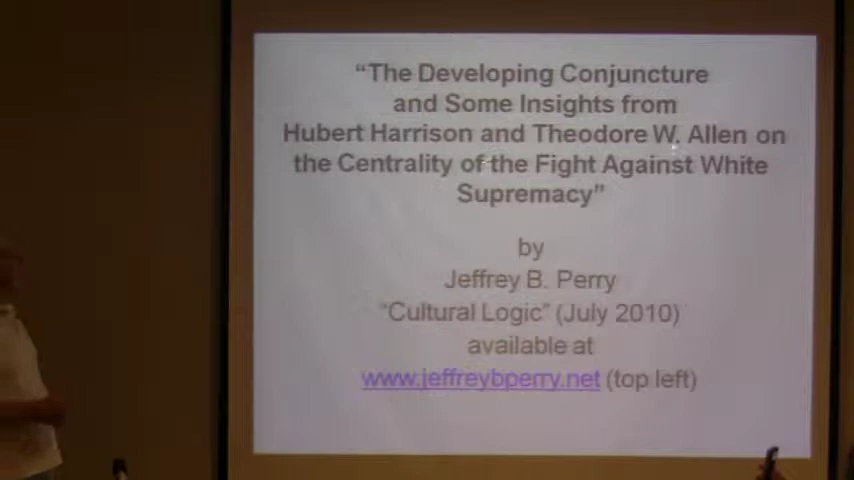 “The Developing Conjuncture
and Some Insights from
Hubert Harrison and Theodore W. Allen on
the Centrality of the Fight Against White
Supremacy”
by
Jeffrey B. Perry
“Cultural Logic” (July 2010)
available at
www.jeffreybperry.net (top left)